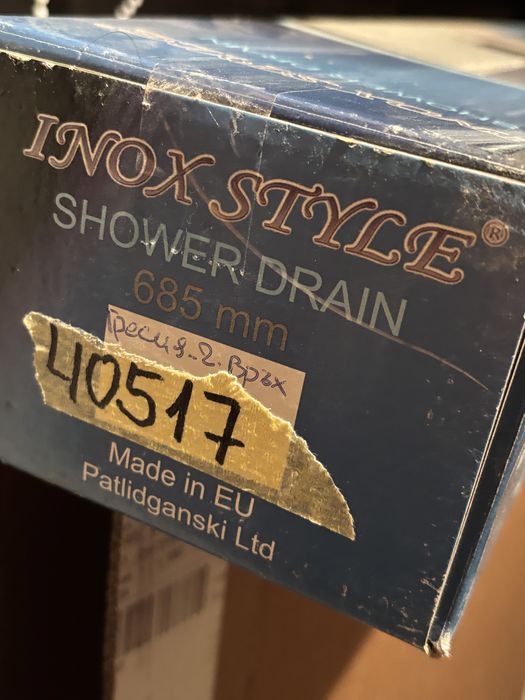 INOX STYLE®
SHOWER DRAIN
685 mm
Гресия-2. Връх
40517
Made in EU
Patlidganski Ltd